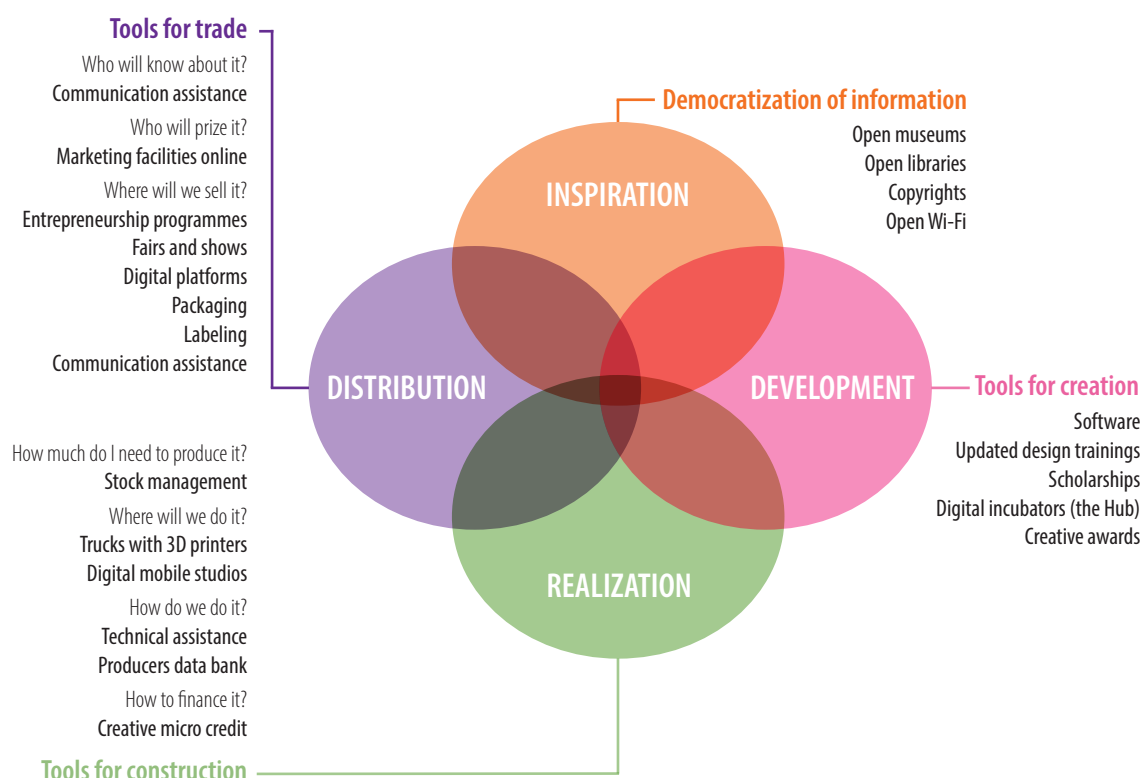 Tools for trade
Who will know about it?
Communication assistance
Who will prize it?
Marketing facilities online
Where will we sell it?
Entrepreneurship programmes
Fairs and shows
Digital platforms
Packaging
Labeling
Communication assistance
How much do I need to produce it?
Stock management
Where will we do it?
Trucks with 3D printers
Digital mobile studios
How do we do it?
Technical assistance
Producers data bank
How to finance it?
Creative micro credit
Tools for construction
INSPIRATION
DISTRIBUTION
DEVELOPMENT
REALIZATION
Democratization of information
Open museums
Open libraries
Copyrights
Open Wi-Fi
Tools for creation
Software
Updated design trainings
Scholarships
Digital incubators (the Hub)
Creative awards